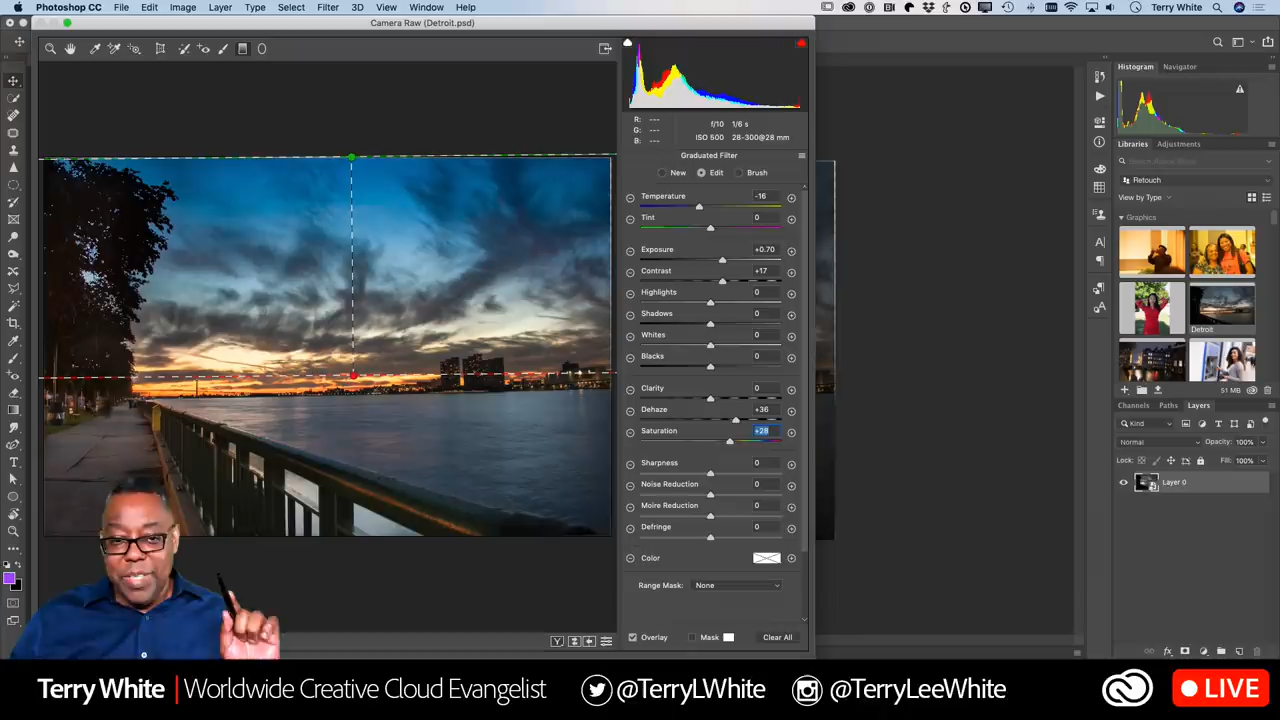 Photoshop CC File Edit Image Layer Type Select Filter 3D View Window Help
Terry White
Camera Raw (Detroit.psd)
R: ---
G: ---
B: ---
f/10 1/6 s
ISO 500 28-300@28 mm
Graduated Filter
New Edit Brush
Temperature -16
Tint 0
Exposure +0.70
Contrast +17
Highlights 0
Shadows 0
Whites 0
Blacks 0
Clarity 0
Dehaze +36
Saturation +28
Sharpness 0
Noise Reduction 0
Moire Reduction 0
Defringe 0
Color
Range Mask: None
Y
Overlay Mask Clear All
Histogram Navigator
Libraries Adjustments
Retouch
View by Type
Graphics
Detroit
51 MB
Channels Paths Layers
Kind
Normal Opacity: 100%
Lock: Fill: 100%
Layer 0
Terry White Worldwide Creative Cloud Evangelist @TerryLWhite @TerryLeeWhite LIVE